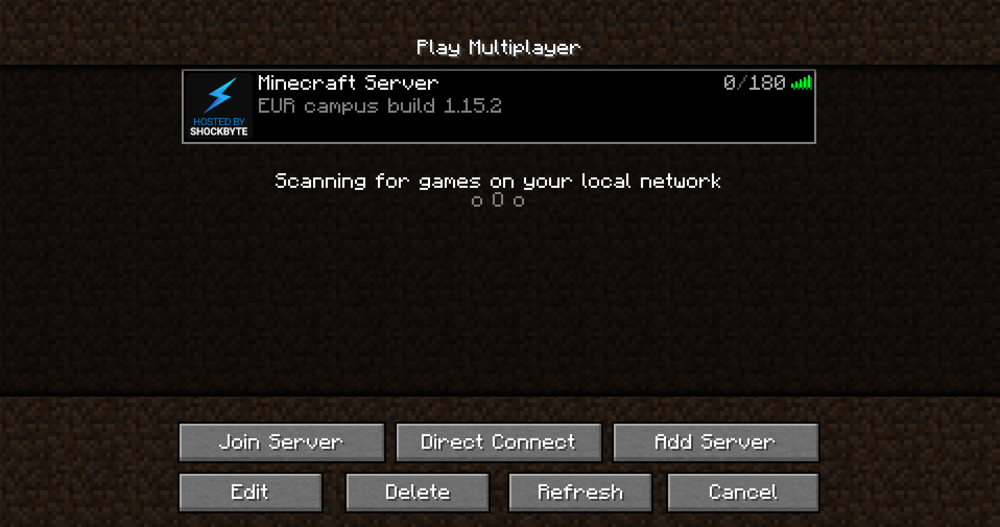 Play Multiplayer
Minecraft Server 0/180
EUR campus build 1.15.2
HOSTED BY
SHOCKBYTE
Scanning for games on your local network
o O o
Join Server Direct Connect Add Server
Edit Delete Refresh Cancel